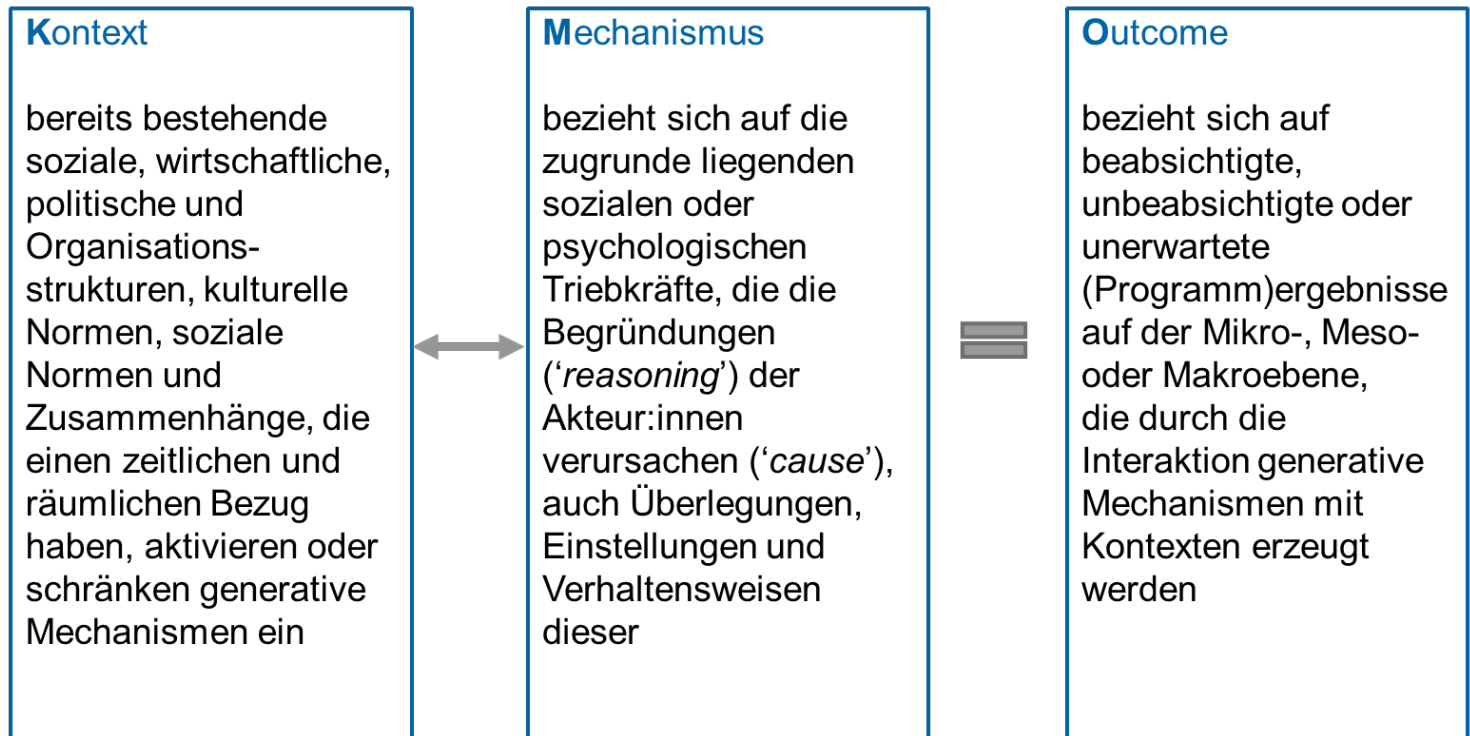 Kontext
bereits bestehende
soziale, wirtschaftliche,
politische und
Organisations-
strukturen, kulturelle
Normen, soziale
Normen und
Zusammenhänge, die
einen zeitlichen und
räumlichen Bezug
haben, aktivieren oder
schränken generative
Mechanismen ein
Mechanismus
bezieht sich auf die
zugrunde liegenden
sozialen oder
psychologischen
Triebkräfte, die die
Begründungen
(‘reasoning’) der
Akteur:innen
verursachen (‘cause’),
auch Überlegungen,
Einstellungen und
Verhaltensweisen
dieser
Outcome
bezieht sich auf
beabsichtigte,
unbeabsichtigte oder
unerwartete
(Programm)ergebnisse
auf der Mikro-, Meso-
oder Makroebene,
die durch die
Interaktion generative
Mechanismen mit
Kontexten erzeugt
werden